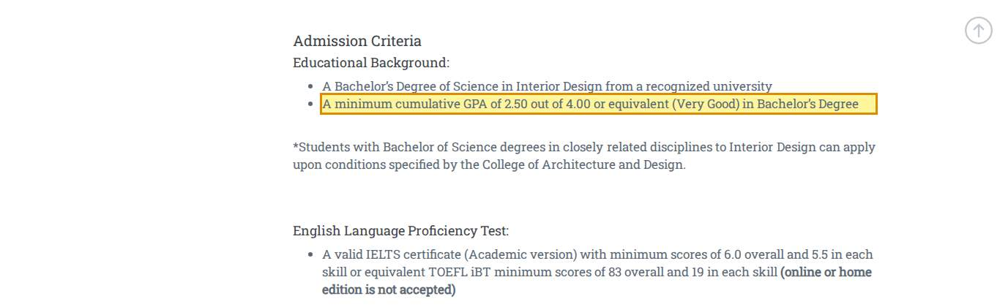 Admission Criteria
Educational Background:
• A Bachelor's Degree of Science in Interior Design from a recognized university
• A minimum cumulative GPA of 2.50 out of 4.00 or equivalent (Very Good) in Bachelor's Degree
*Students with Bachelor of Science degrees in closely related disciplines to Interior Design can apply
upon conditions specified by the College of Architecture and Design.
English Language Proficiency Test:
• A valid IELTS certificate (Academic version) with minimum scores of 6.0 overall and 5.5 in each
skill or equivalent TOEFL iBT minimum scores of 83 overall and 19 in each skill (online or home
edition is not accepted)